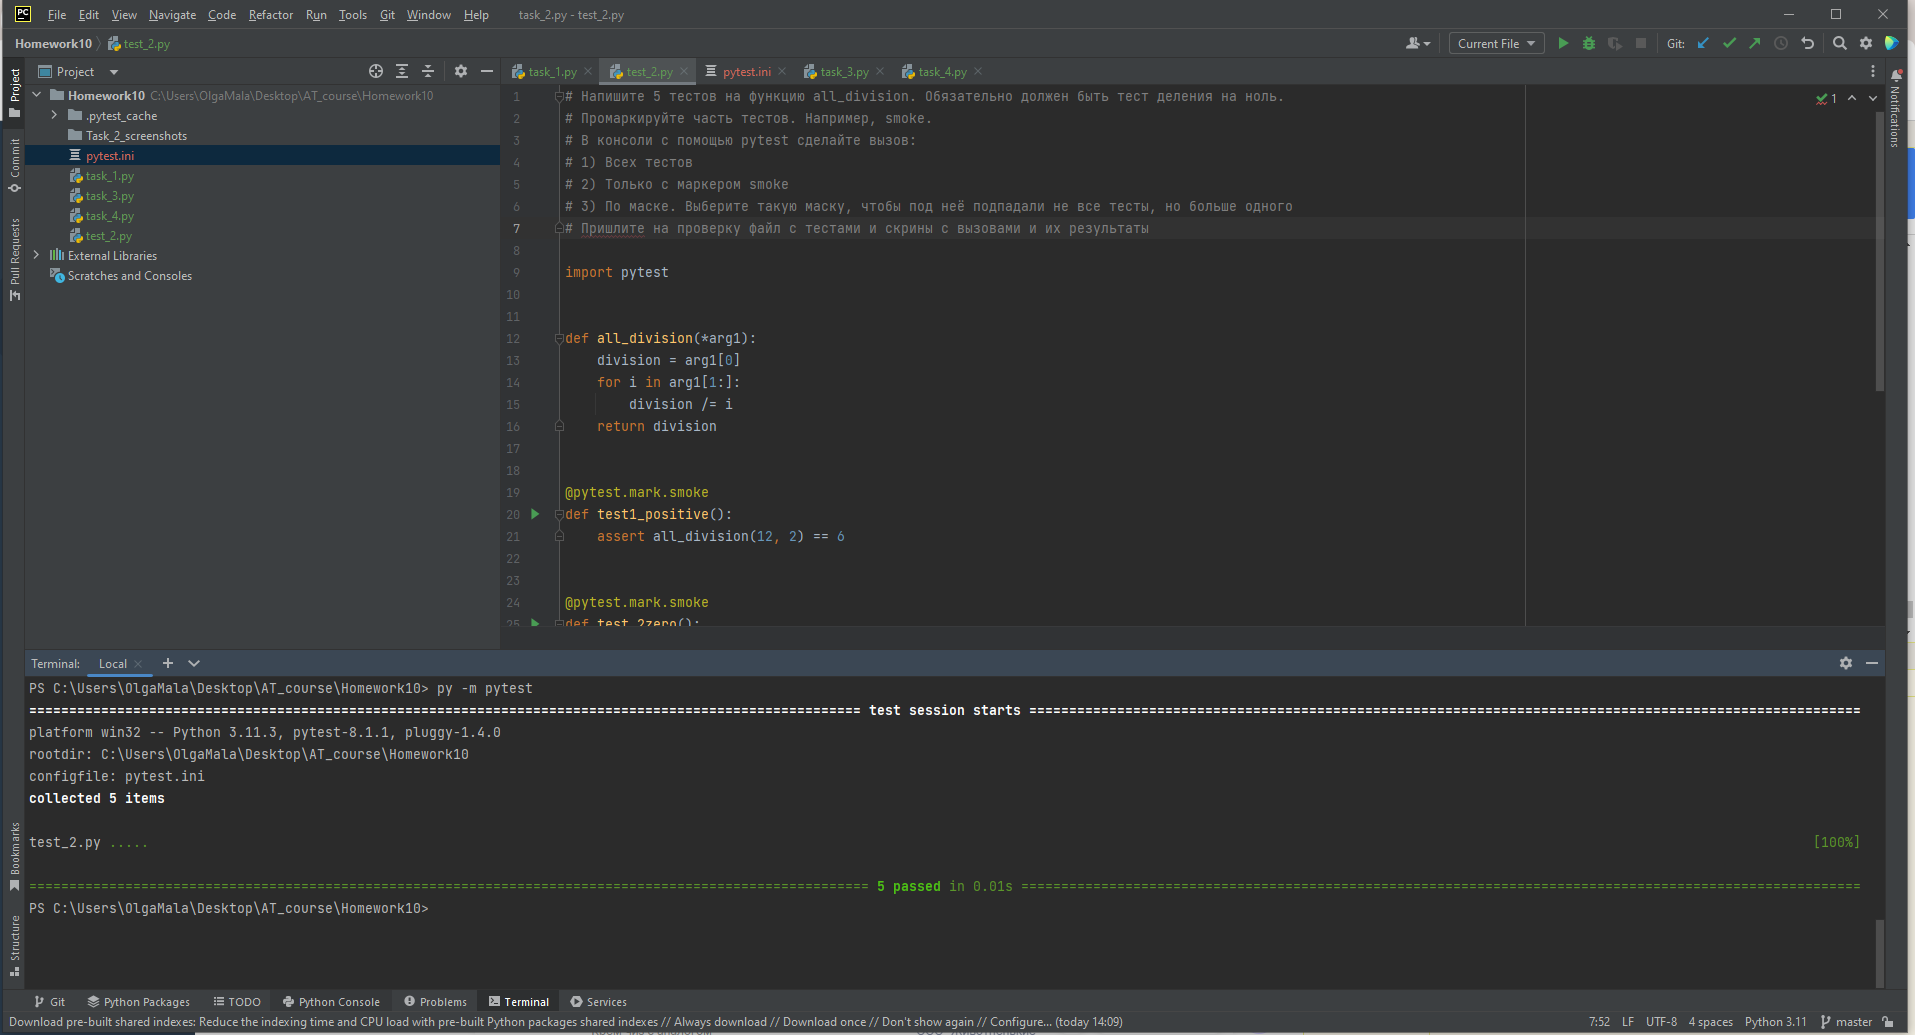 PC File Edit View Navigate Code Refactor Run Tools Git Window Help task_2.py - test_2.py
Homework10 test_2.py Current File Git:
Project
task_1.py test_2.py pytest.ini task_3.py task_4.py
Homework10 C:\Users\OlgaMala\Desktop\AT_course\Homework10
.pytest_cache
Task_2_screenshots
pytest.ini
task_1.py
task_3.py
task_4.py
test_2.py
External Libraries
Scratches and Consoles
Project
Commit
Pull Requests
Bookmarks
Structure
Notifications
1
1 # Напишите 5 тестов на функцию all_division. Обязательно должен быть тест деления на ноль.
2 # Промаркируйте часть тестов. Например, smoke.
3 # В консоли с помощью pytest сделайте вызов:
4 # 1) Всех тестов
5 # 2) Только с маркером smoke
6 # 3) По маске. Выберите такую маску, чтобы под неё подпадали не все тесты, но больше одного
7 # Пришлите на проверку файл с тестами и скрины с вызовами и их результаты
8
9 import pytest
10
11
12 def all_division(*arg1):
13 division = arg1[0]
14 for i in arg1[1:]:
15 division /= i
16 return division
17
18
19 @pytest.mark.smoke
20 def test1_positive():
21 assert all_division(12, 2) == 6
22
23
24 @pytest.mark.smoke
25 def test_2zero():
Terminal: Local
PS C:\Users\OlgaMala\Desktop\AT_course\Homework10> py -m pytest
======== test session starts ========
platform win32 -- Python 3.11.3, pytest-8.1.1, pluggy-1.4.0
rootdir: C:\Users\OlgaMala\Desktop\AT_course\Homework10
configfile: pytest.ini
collected 5 items
test_2.py ..... [100%]
======== 5 passed in 0.01s ========
PS C:\Users\OlgaMala\Desktop\AT_course\Homework10>
Git Python Packages TODO Python Console Problems Terminal Services
Download pre-built shared indexes: Reduce the indexing time and CPU load with pre-built Python packages shared indexes // Always download // Download once // Don't show again // Configure... (today 14:09) 7:52 LF UTF-8 4 spaces Python 3.11 master